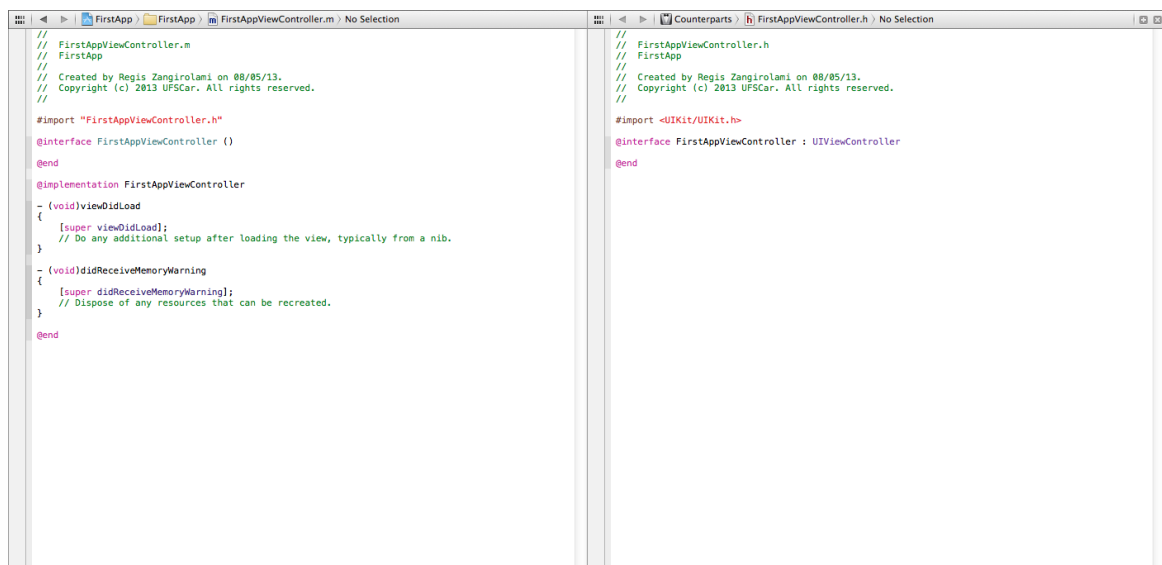 FirstApp 〉 FirstApp 〉 FirstAppViewController.m 〉 No Selection
//
//  FirstAppViewController.m
//  FirstApp
//
//  Created by Regis Zangirolami on 08/05/13.
//  Copyright (c) 2013 UFSCar. All rights reserved.
//
#import "FirstAppViewController.h"
@interface FirstAppViewController ()
@end
@implementation FirstAppViewController
- (void)viewDidLoad
{
    [super viewDidLoad];
    // Do any additional setup after loading the view, typically from a nib.
}
- (void)didReceiveMemoryWarning
{
    [super didReceiveMemoryWarning];
    // Dispose of any resources that can be recreated.
}
@end
Counterparts 〉 h FirstAppViewController.h 〉 No Selection
//
//  FirstAppViewController.h
//  FirstApp
//
//  Created by Regis Zangirolami on 08/05/13.
//  Copyright (c) 2013 UFSCar. All rights reserved.
//
#import <UIKit/UIKit.h>
@interface FirstAppViewController : UIViewController
@end